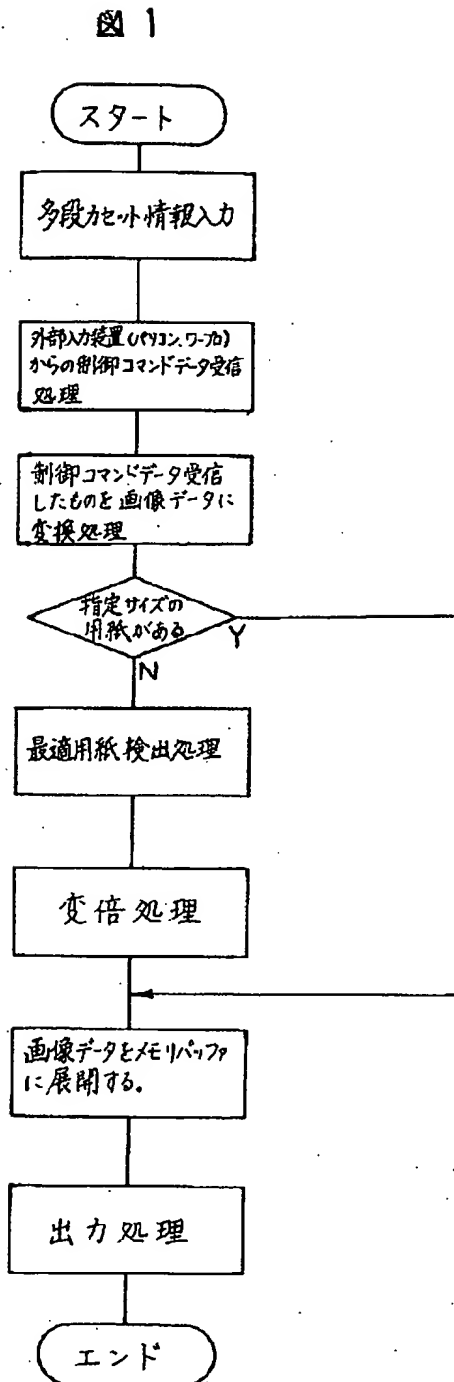 図 1
スタート
多段カセット情報入力
外部入力装置(パソコン、ワープロ)
からの制御コマンドデータ受信
処理
制御コマンドデータ受信
したものを画像データに
変換処理
指定サイズの
用紙がある
Y
N
最適用紙検出処理
変倍処理
画像データをメモリバッファ
に展開する。
出力処理
エンド